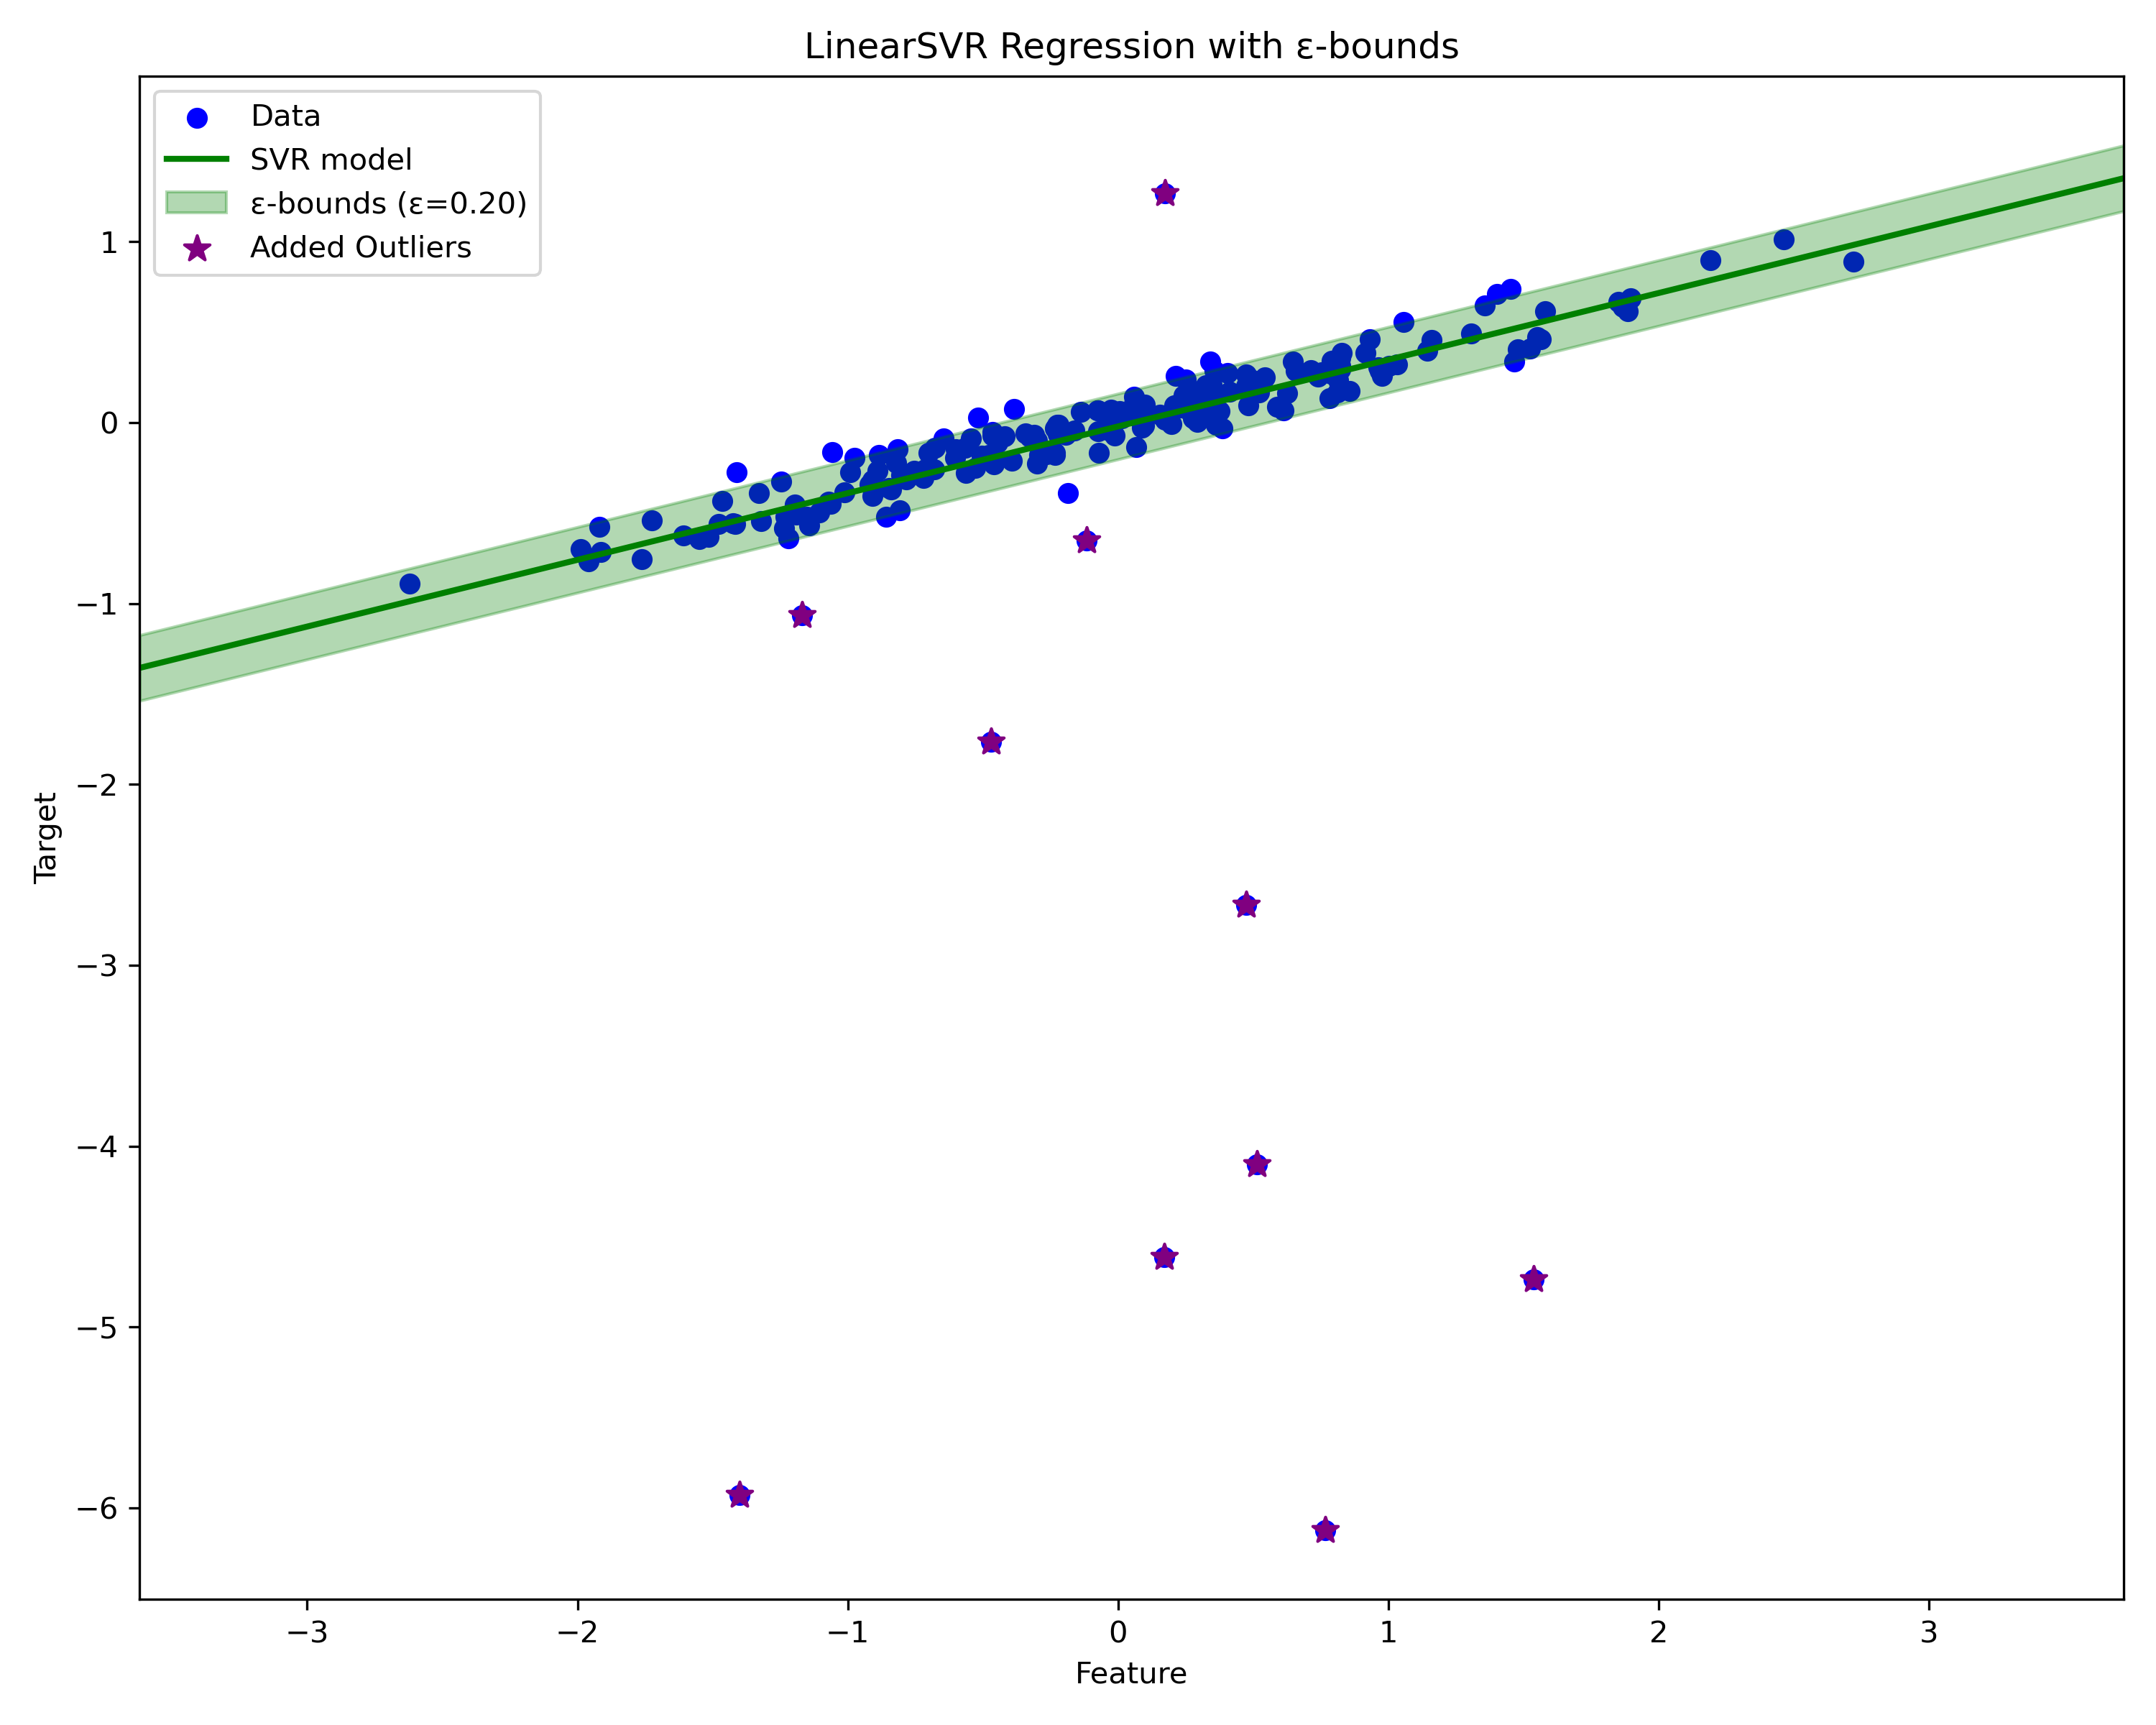 LinearSVR Regression with ε-bounds
Data
SVR model
ε-bounds (ε=0.20)
Added Outliers
1
0
−1
−2
−3
−4
−5
−6
Target
−3
−2
−1
0
1
2
3
Feature